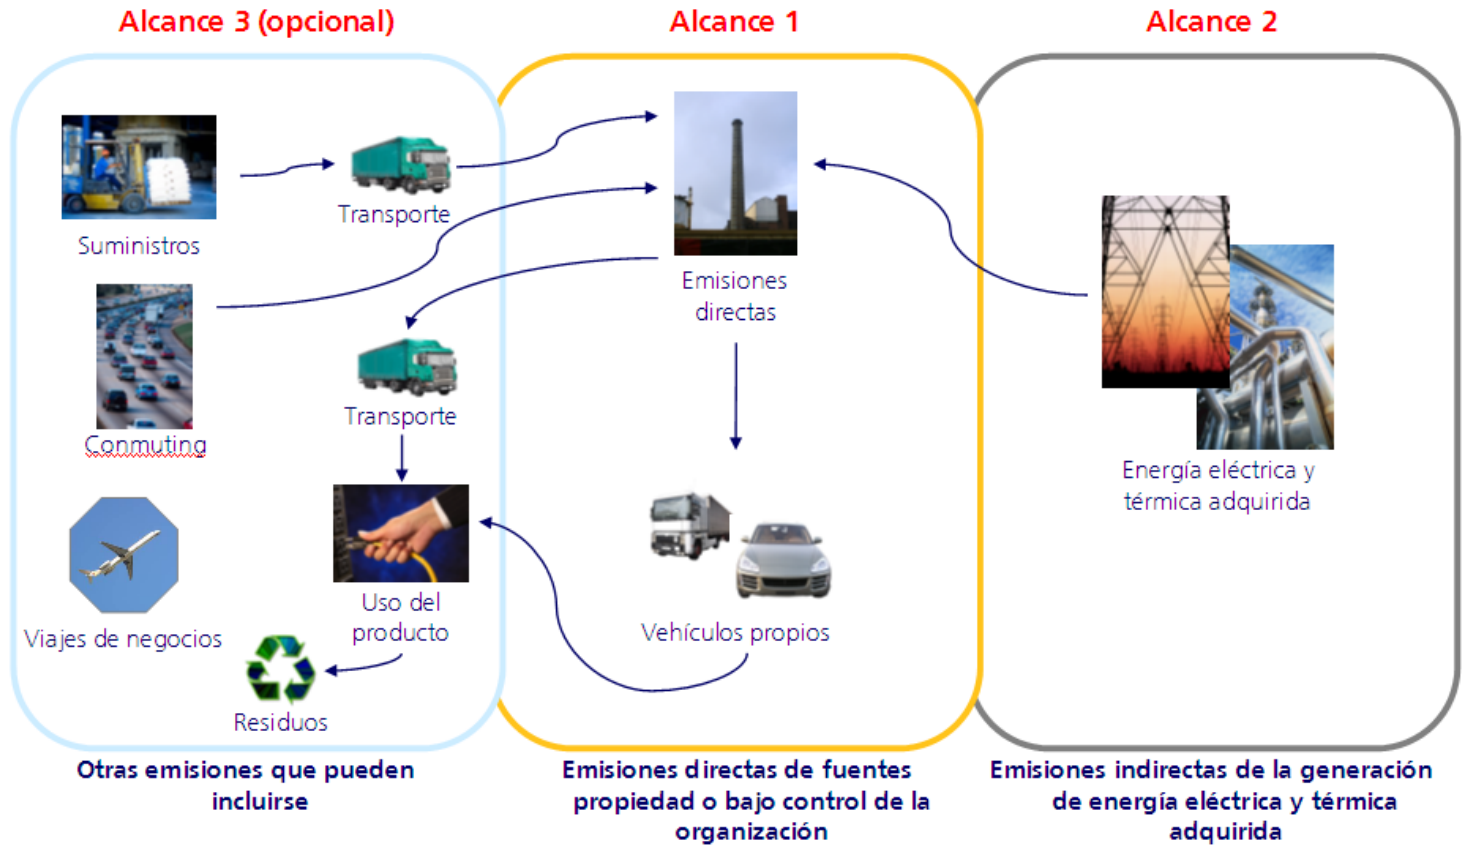 Alcance 3 (opcional)
Alcance 1
Alcance 2
Suministros
Transporte
Conmuting
Transporte
Viajes de negocios
Uso del
producto
Residuos
Emisiones
directas
Vehículos propios
Energía eléctrica y
térmica adquirida
Otras emisiones que pueden
incluirse
Emisiones directas de fuentes
propiedad o bajo control de la
organización
Emisiones indirectas de la generación
de energía eléctrica y térmica
adquirida